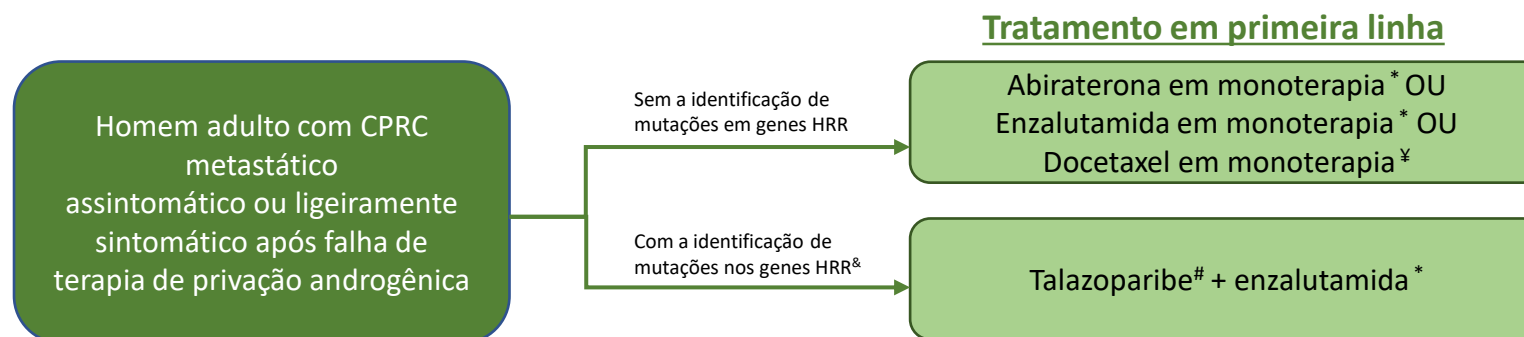 Tratamento em primeira linha
Homem adulto com CPRC
metastático
assintomático ou ligeiramente
sintomático após falha de
terapia de privação androgênica
Sem a identificação de
mutações em genes HRR
Abiraterona em monoterapia * OU
Enzalutamida em monoterapia * OU
Docetaxel em monoterapia ¥
Com a identificação de
mutações nos genes HRR&
Talazoparibe# + enzalutamida *